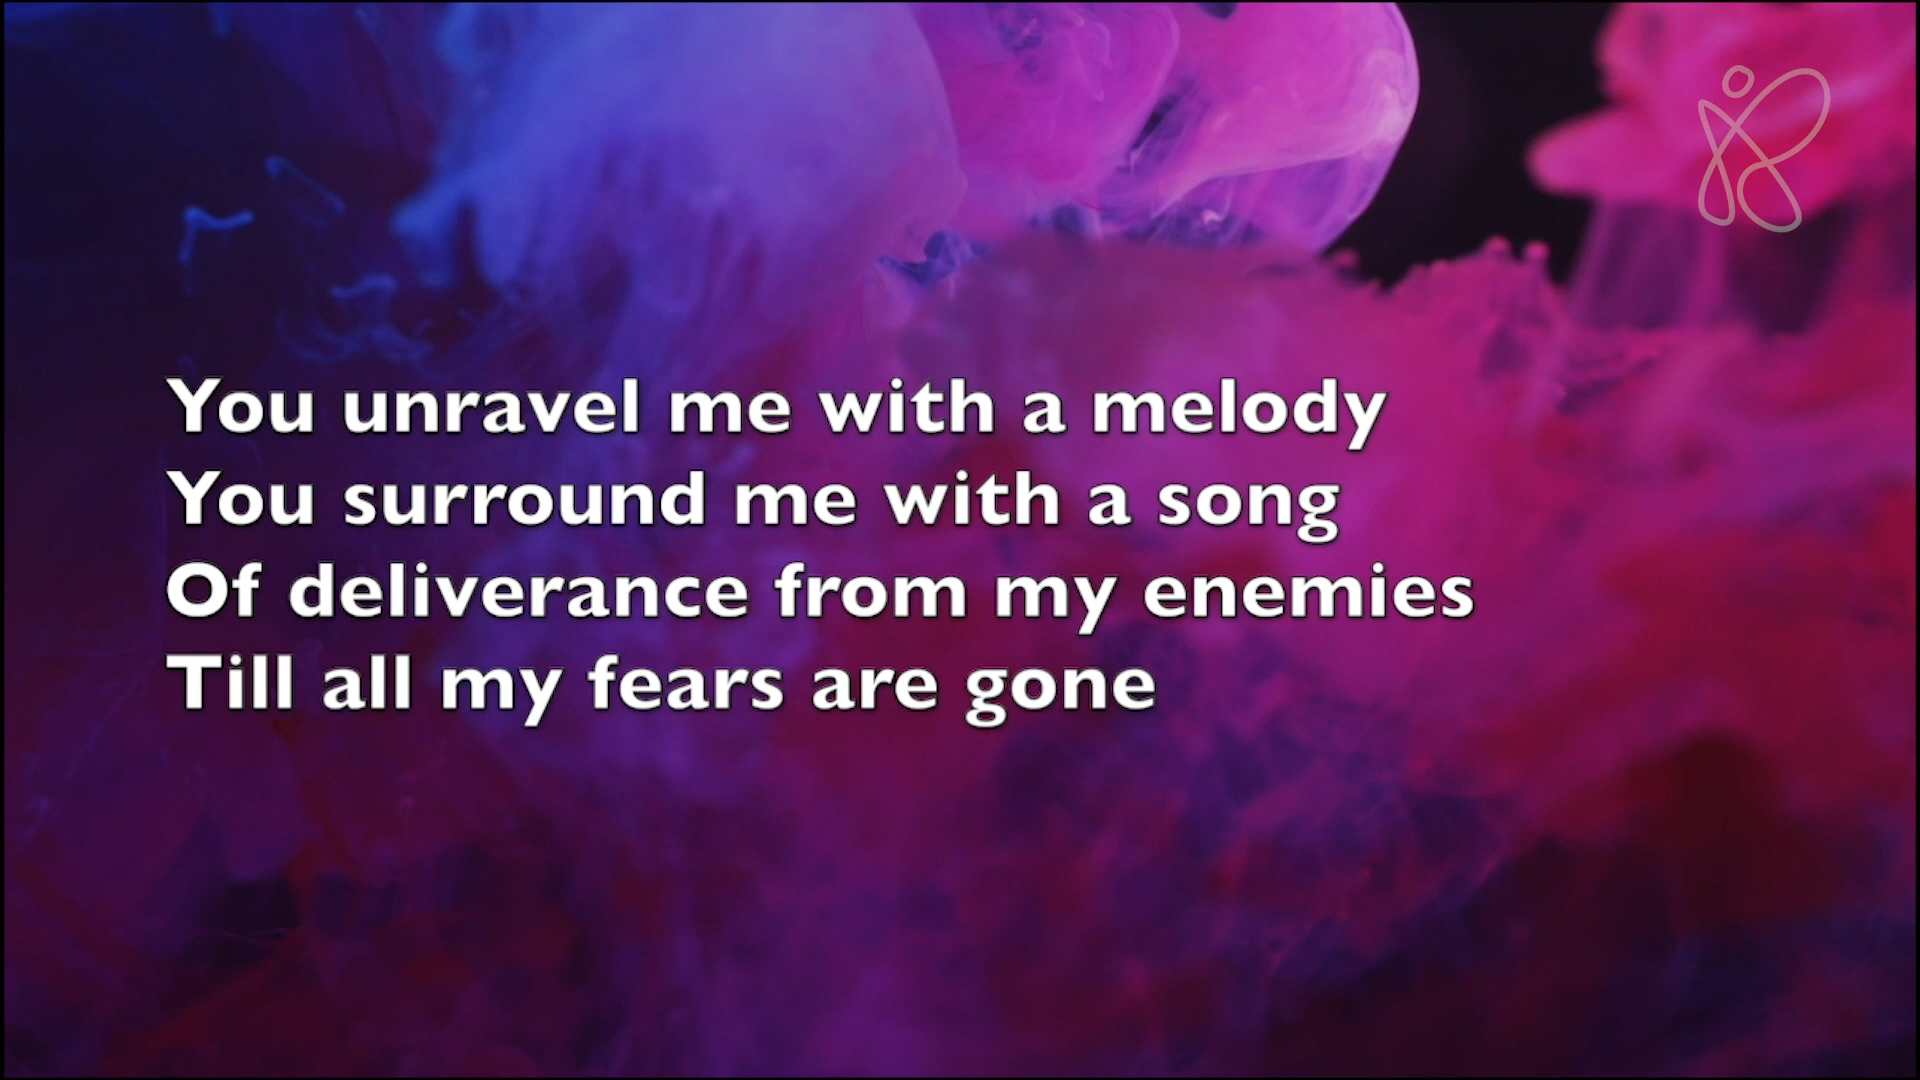 You unravel me with a melody
You surround me with a song
Of deliverance from my enemies
Till all my fears are gone